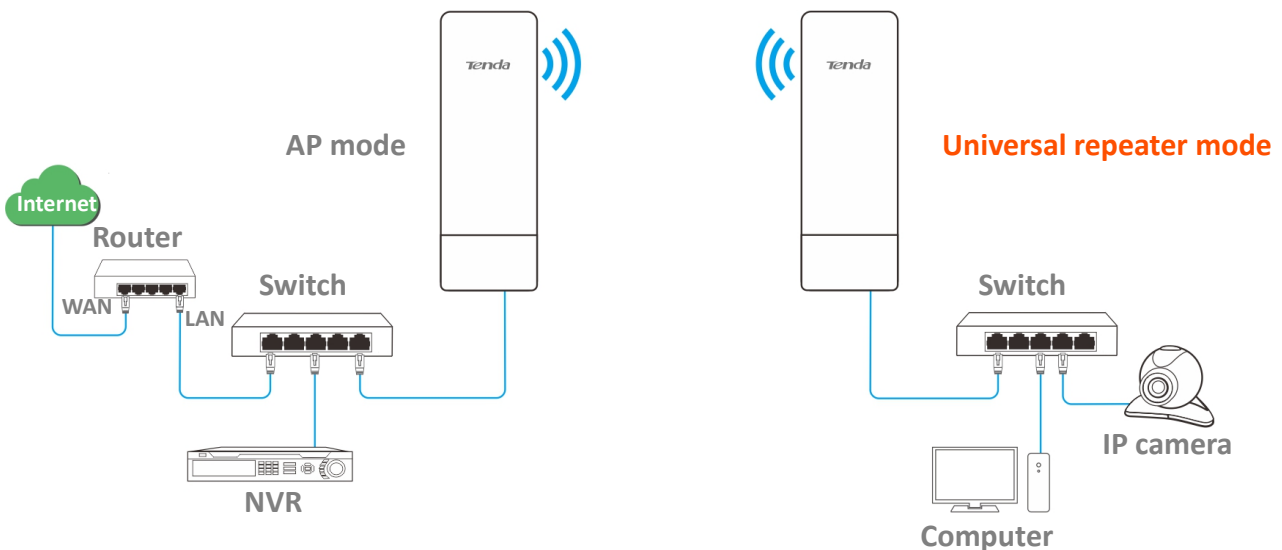 Tenda
Tenda
AP mode
Universal repeater mode
Internet
Router
Switch
Switch
WAN
LAN
IP camera
NVR
Computer